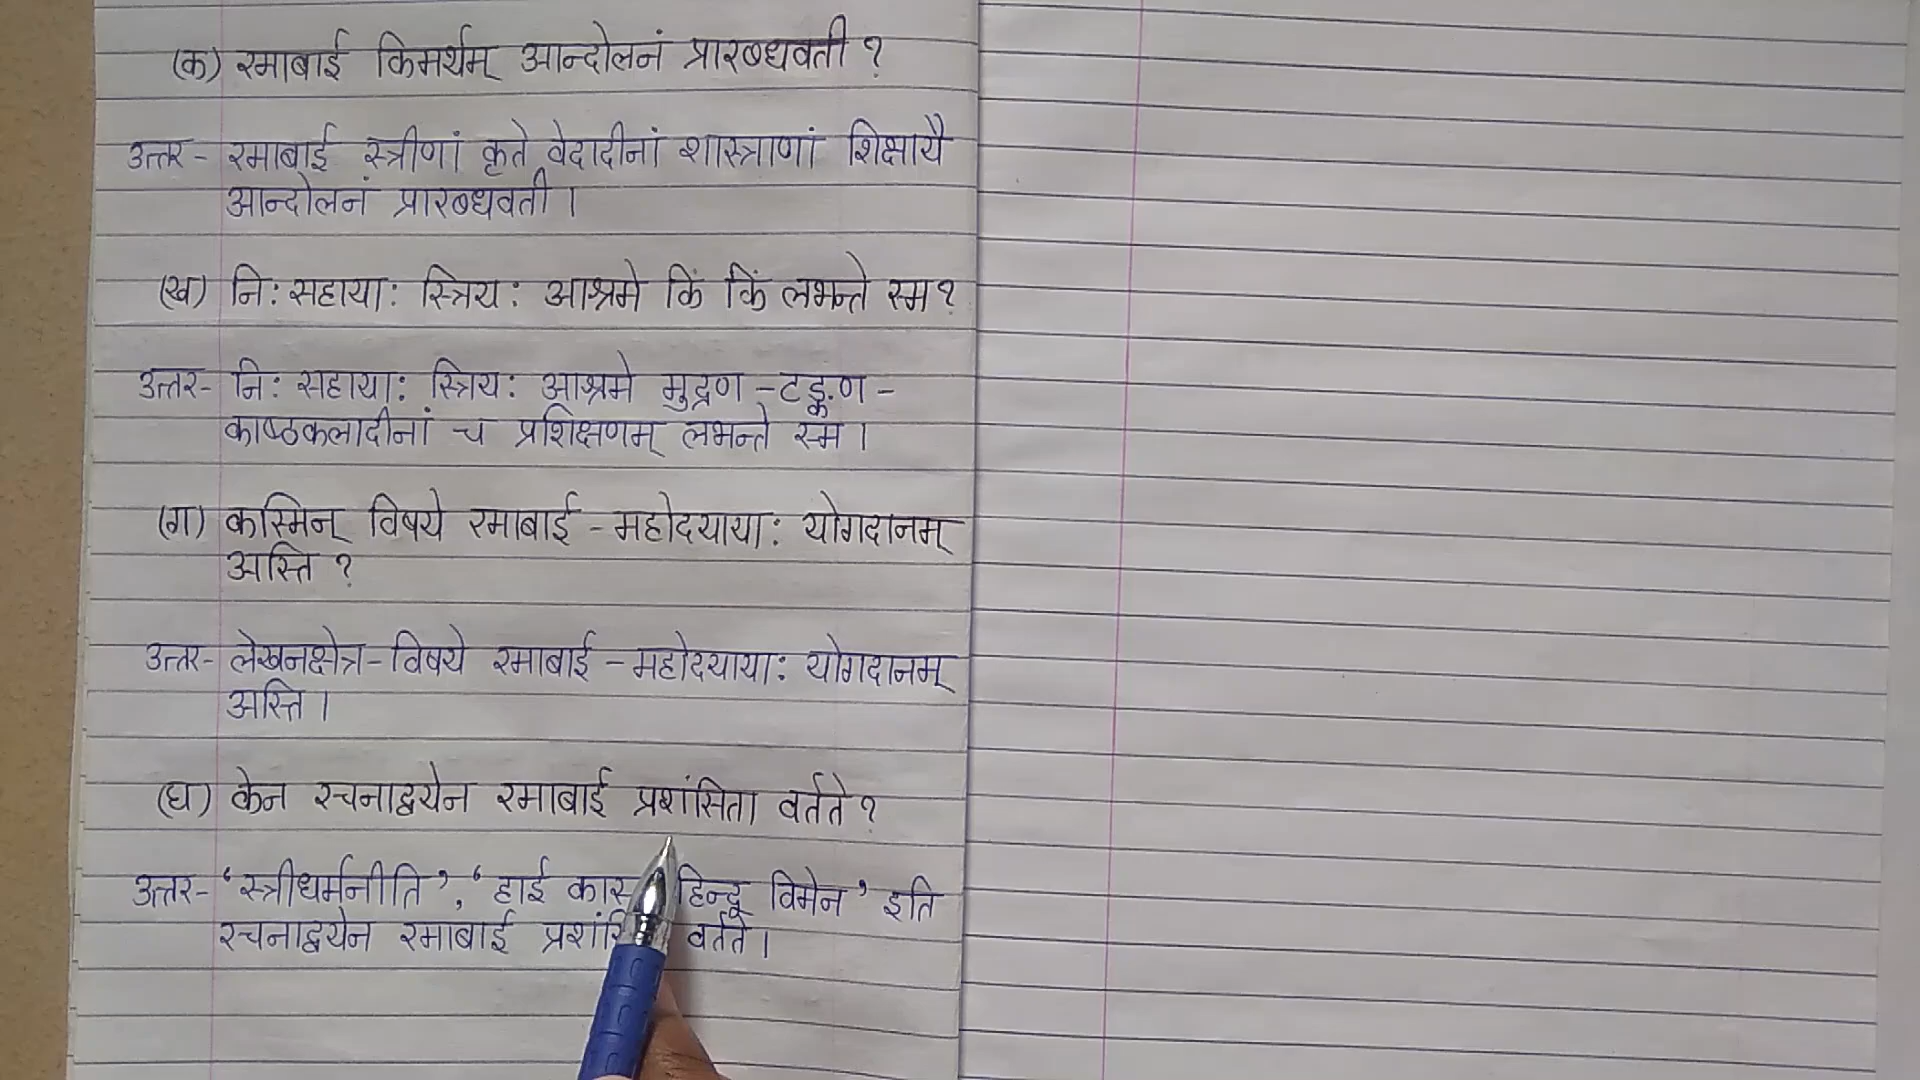 (क) रमाबाई किमर्थम् आन्दोलनं प्रारब्धवती ?
उत्तर - रमाबाई स्त्रीणां कृते वेदादीनां शास्त्राणां शिक्षायै
आन्दोलनं प्रारब्धवती ।
(ख) नि: सहाया: स्त्रिय: आश्रमे किं किं लभन्ते स्म ?
उत्तर- नि: सहाया: स्त्रिय: आश्रमे मुद्रण - टङ्कण -
काष्ठकलादीनां च प्रशिक्षणम् लभन्ते स्म ।
(ग) कस्मिन् विषये रमाबाई - महोदयाया: योगदानम्
अस्ति ?
उत्तर- लेखनक्षेत्र - विषये रमाबाई - महोदयाया: योगदानम्
अस्ति ।
(घ) केन रचनाद्वयेन रमाबाई प्रशंसिता वर्तते ?
उत्तर- ‘स्त्रीधर्मनीति’, ‘हाई हिन्दू विमेन’ इति
रचनाद्वयेन रमाबाई वर्तते ।